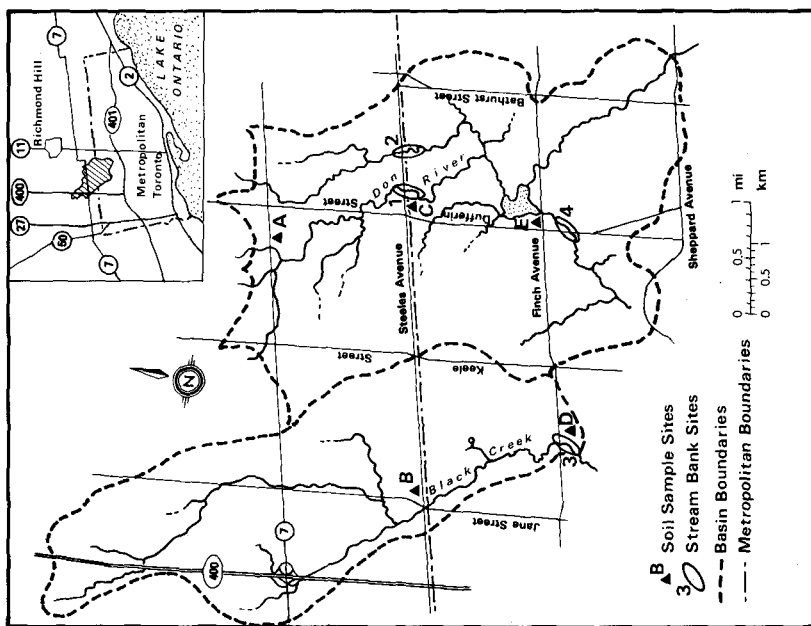 7
Richmond Hill
11
400
27
50
7
401
2
Metropolitan
Toronto
LAKE
ONTARIO
N
400
7
A
Street
Street
Don River
1
2
C
Bathurst Street
Steeles Avenue
Dufferin
B
Black Creek
Jane Street
Keele
E
4
Finch Avenue
3
D
Sheppard Avenue
B Soil Sample Sites
3 Stream Bank Sites
Basin Boundaries
Metropolitan Boundaries
0 0.5 1 mi
0 0.5 1 km